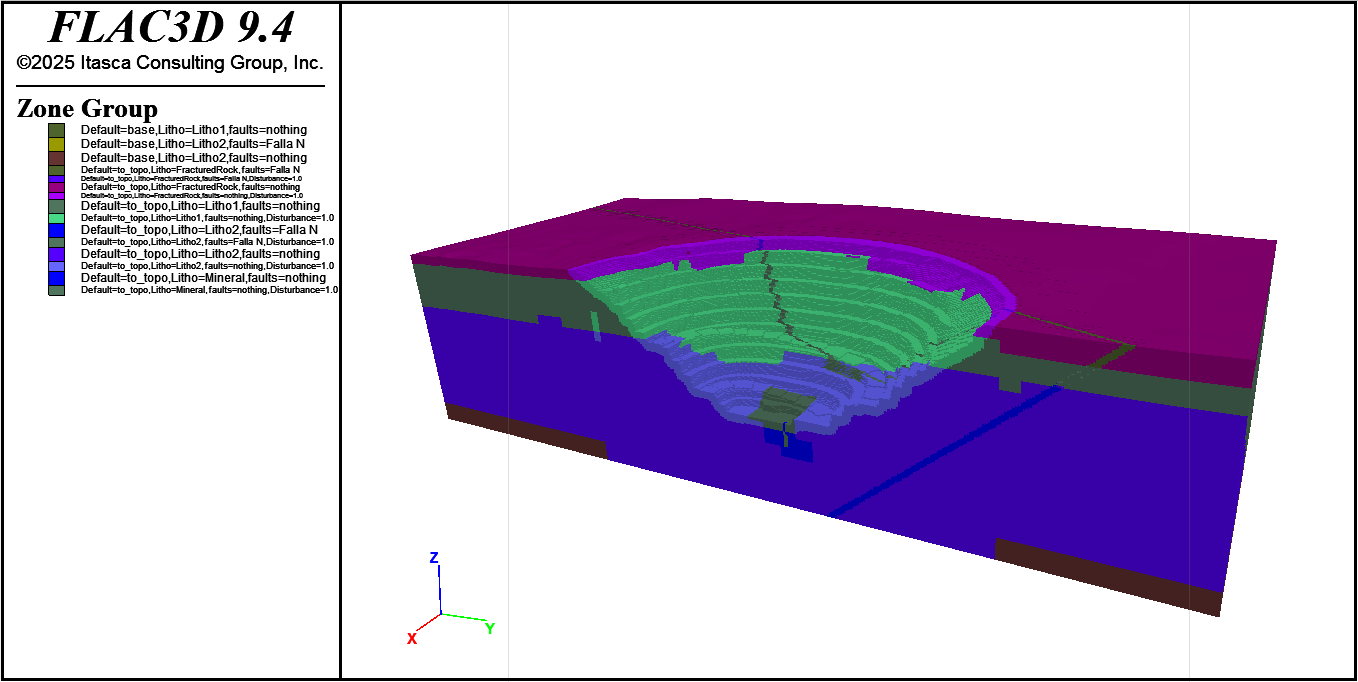 FLAC3D 9.4
©2025 Itasca Consulting Group, Inc.
Zone Group
Default=base,Litho=Litho1,faults=nothing
Default=base,Litho=Litho2,faults=Falla N
Default=base,Litho=Litho2,faults=nothing
Default=to_topo,Litho=FracturedRock,faults=Falla N
Default=to_topo,Litho=FracturedRock,faults=Falla N,Disturbance=1.0
Default=to_topo,Litho=FracturedRock,faults=nothing
Default=to_topo,Litho=FracturedRock,faults=nothing,Disturbance=1.0
Default=to_topo,Litho=Litho1,faults=nothing
Default=to_topo,Litho=Litho1,faults=nothing,Disturbance=1.0
Default=to_topo,Litho=Litho2,faults=Falla N
Default=to_topo,Litho=Litho2,faults=Falla N,Disturbance=1.0
Default=to_topo,Litho=Litho2,faults=nothing
Default=to_topo,Litho=Litho2,faults=nothing,Disturbance=1.0
Default=to_topo,Litho=Mineral,faults=nothing
Default=to_topo,Litho=Mineral,faults=nothing,Disturbance=1.0
Z
Y
X